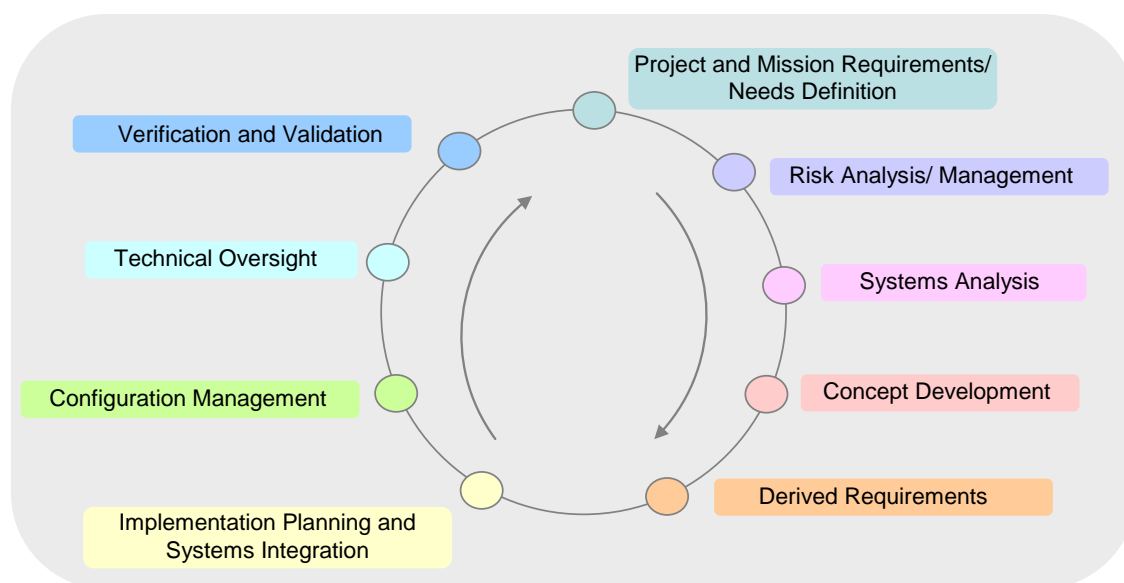 Project and Mission Requirements/
Needs Definition
Verification and Validation
Risk Analysis/ Management
Technical Oversight
Systems Analysis
Configuration Management
Concept Development
Derived Requirements
Implementation Planning and
Systems Integration